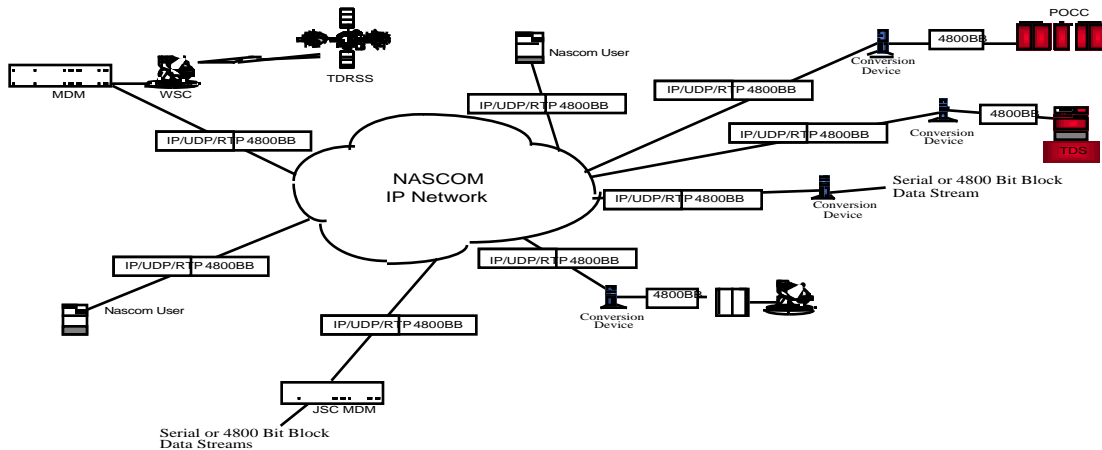 POCC
Nascom User
4800BB
TDRSS
Conversion
Device
MDM
WSC
IP/UDP/RTP 4800BB
IP/UDP/RTP 4800BB
4800BB
IP/UDP/RTP 4800BB
IP/UDP/RTP 4800BB
Conversion
Device
TDS
NASCOM
IP Network
Serial or 4800 Bit Block
Data Stream
IP/UDP/RTP 4800BB
Conversion
Device
IP/UDP/RTP 4800BB
IP/UDP/RTP 4800BB
4800BB
Nascom User
Conversion
Device
IP/UDP/RTP 4800BB
JSC MDM
Serial or 4800 Bit Block
Data Streams